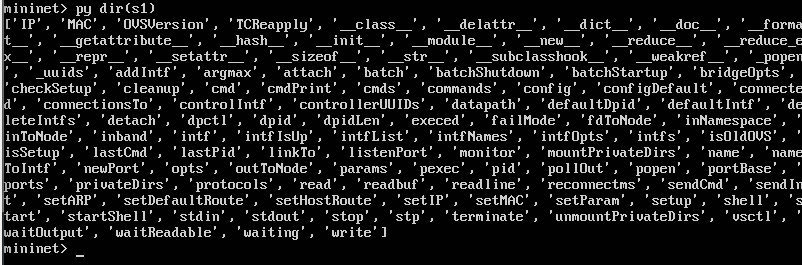 mininet> py dir(s1)
['IP', 'MAC', 'OVSVersion', 'TCReapply', '__class__', '__delattr__', '__dict__', '__doc__', '__forma
t__', '__getattribute__', '__hash__', '__init__', '__module__', '__new__', '__reduce__', '__reduce_e
x__', '__repr__', '__setattr__', '__sizeof__', '__str__', '__subclasshook__', '__weakref__', '_popen
', '_uuids', 'addIntf', 'argmax', 'attach', 'batch', 'batchShutdown', 'batchStartup', 'bridgeOpts',
'checkSetup', 'cleanup', 'cmd', 'cmdPrint', 'cmds', 'commands', 'config', 'configDefault', 'connecte
d', 'connectionsTo', 'controlIntf', 'controllerUUIDs', 'datapath', 'defaultDpid', 'defaultIntf', 'de
leteIntfs', 'detach', 'dpctl', 'dpid', 'dpidLen', 'execed', 'failMode', 'fdToNode', 'inNamespace', '
inToNode', 'inband', 'intf', 'intfIsUp', 'intfList', 'intfNames', 'intfOpts', 'intfs', 'isOldOVS', '
isSetup', 'lastCmd', 'lastPid', 'linkTo', 'listenPort', 'monitor', 'mountPrivateDirs', 'name', 'name
ToIntf', 'newPort', 'opts', 'outToNode', 'params', 'pexec', 'pid', 'pollOut', 'popen', 'portBase', '
ports', 'privateDirs', 'protocols', 'read', 'readbuf', 'readline', 'reconnectms', 'sendCmd', 'sendIn
t', 'setARP', 'setDefaultRoute', 'setHostRoute', 'setIP', 'setMAC', 'setParam', 'setup', 'shell', 's
tart', 'startShell', 'stdin', 'stdout', 'stop', 'stp', 'terminate', 'unmountPrivateDirs', 'vsctl', '
waitOutput', 'waitReadable', 'waiting', 'write']
mininet> _